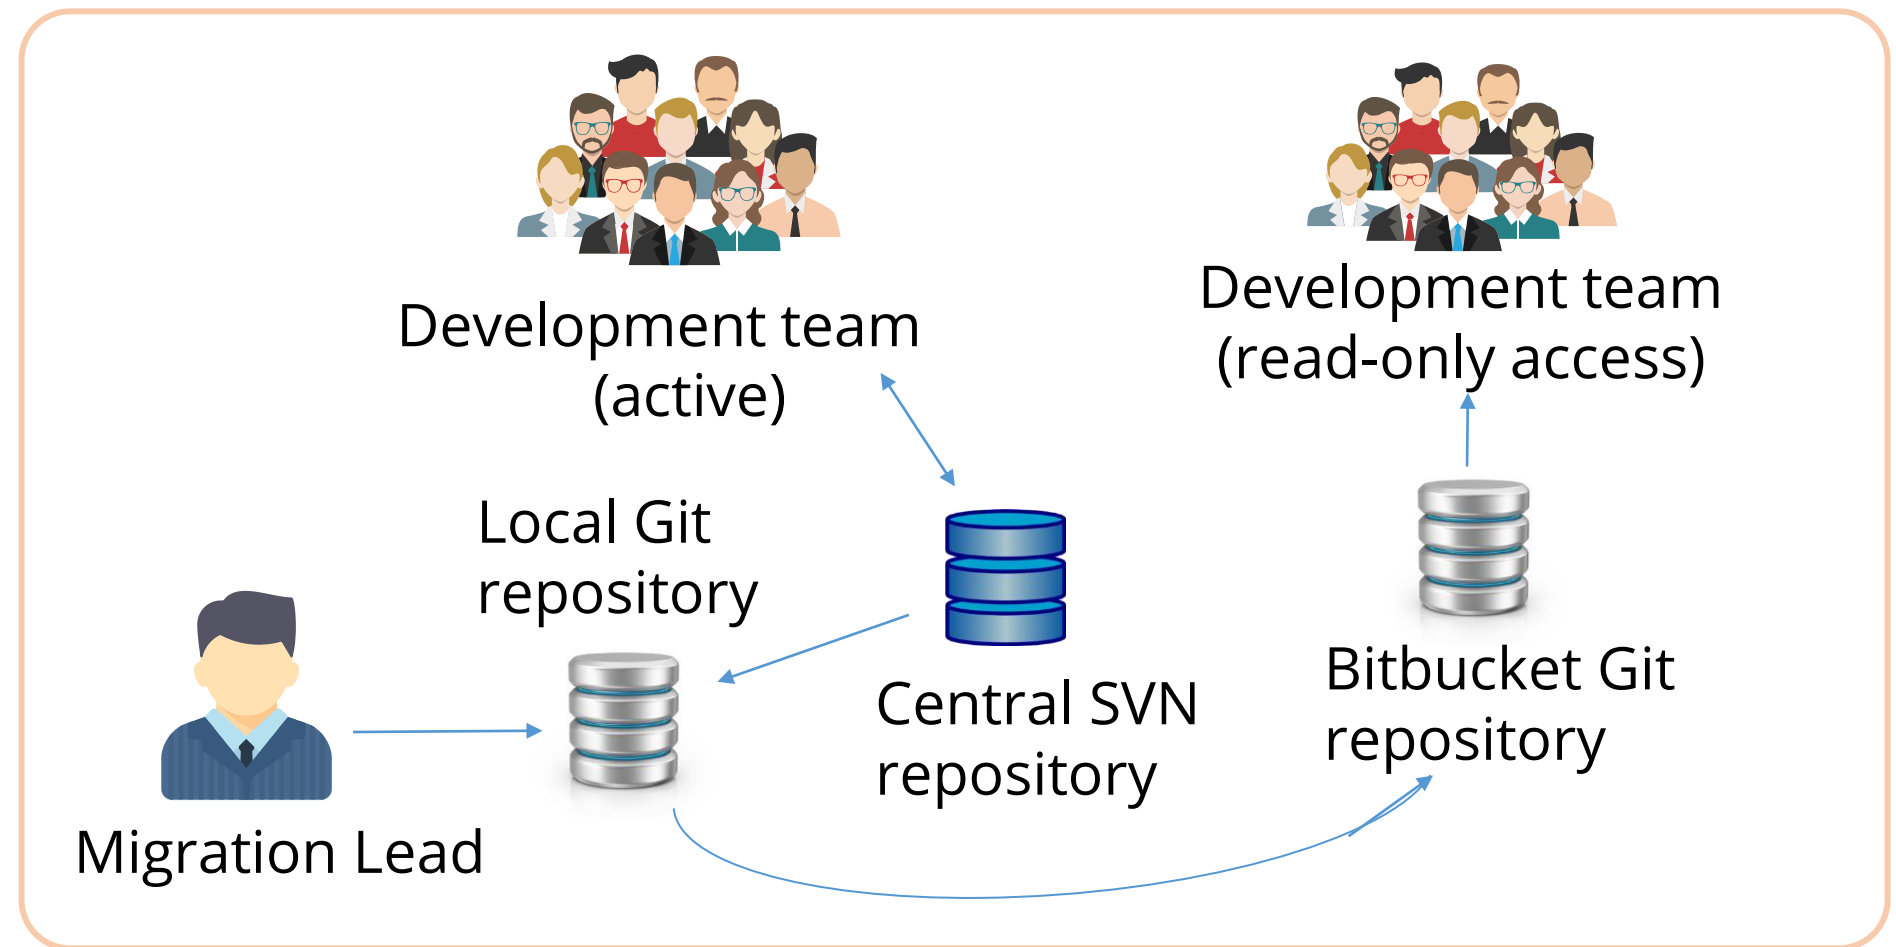 Development team
(active)
Development team
(read-only access)
Local Git
repository
Central SVN
repository
Bitbucket Git
repository
Migration Lead